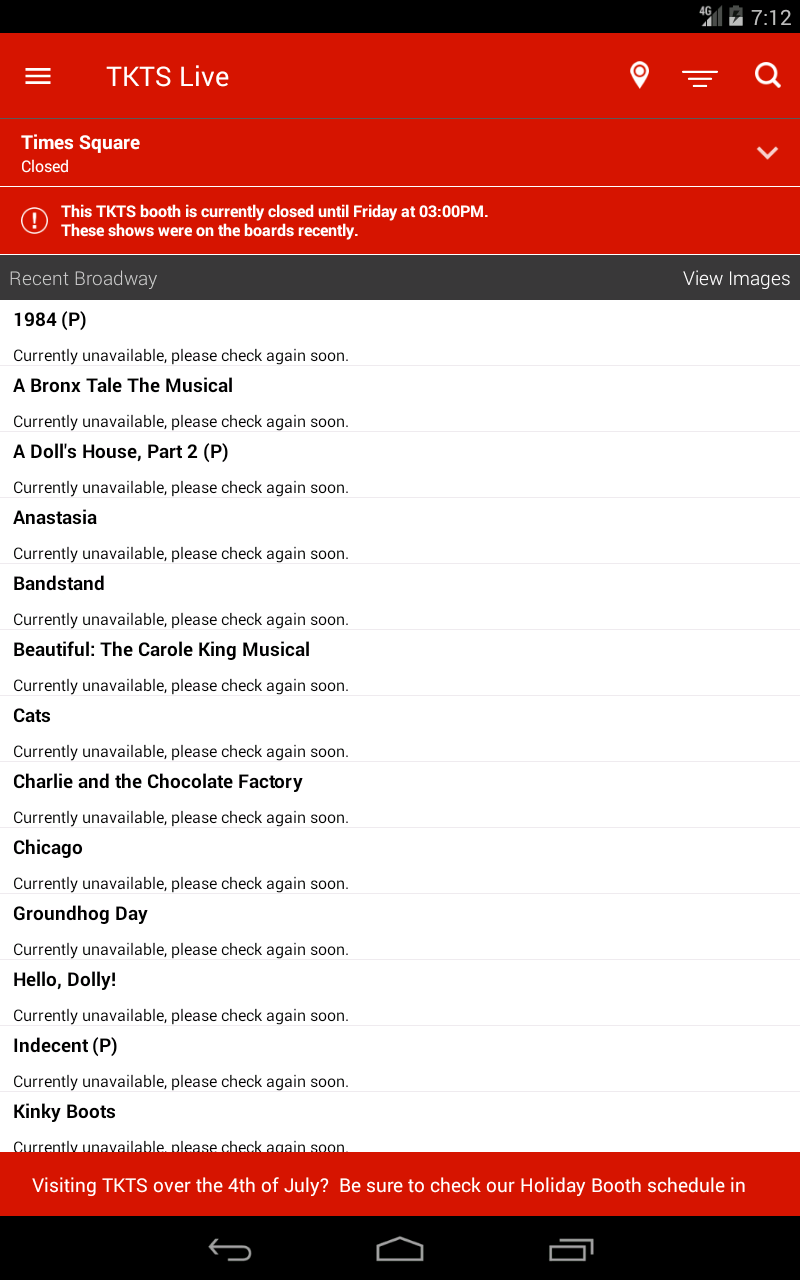 4G 7:12
TKTS Live
Times Square
Closed
This TKTS booth is currently closed until Friday at 03:00PM.
These shows were on the boards recently.
Recent Broadway View Images
1984 (P)
Currently unavailable, please check again soon.
A Bronx Tale The Musical
Currently unavailable, please check again soon.
A Doll's House, Part 2 (P)
Currently unavailable, please check again soon.
Anastasia
Currently unavailable, please check again soon.
Bandstand
Currently unavailable, please check again soon.
Beautiful: The Carole King Musical
Currently unavailable, please check again soon.
Cats
Currently unavailable, please check again soon.
Charlie and the Chocolate Factory
Currently unavailable, please check again soon.
Chicago
Currently unavailable, please check again soon.
Groundhog Day
Currently unavailable, please check again soon.
Hello, Dolly!
Currently unavailable, please check again soon.
Indecent (P)
Currently unavailable, please check again soon.
Kinky Boots
Currently unavailable, please check again soon.
Visiting TKTS over the 4th of July?  Be sure to check our Holiday Booth schedule in